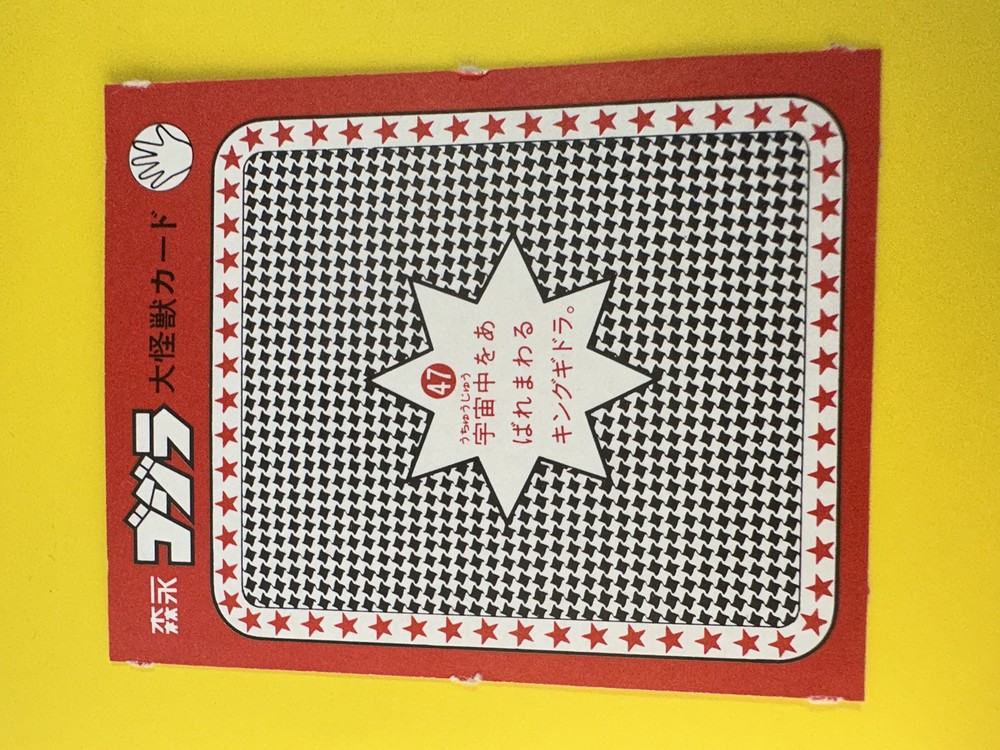 森永 ゴジラ 大怪獣カード
47
うちゅうじゅう
宇宙中をあ
ばれまわる
キングギドラ。